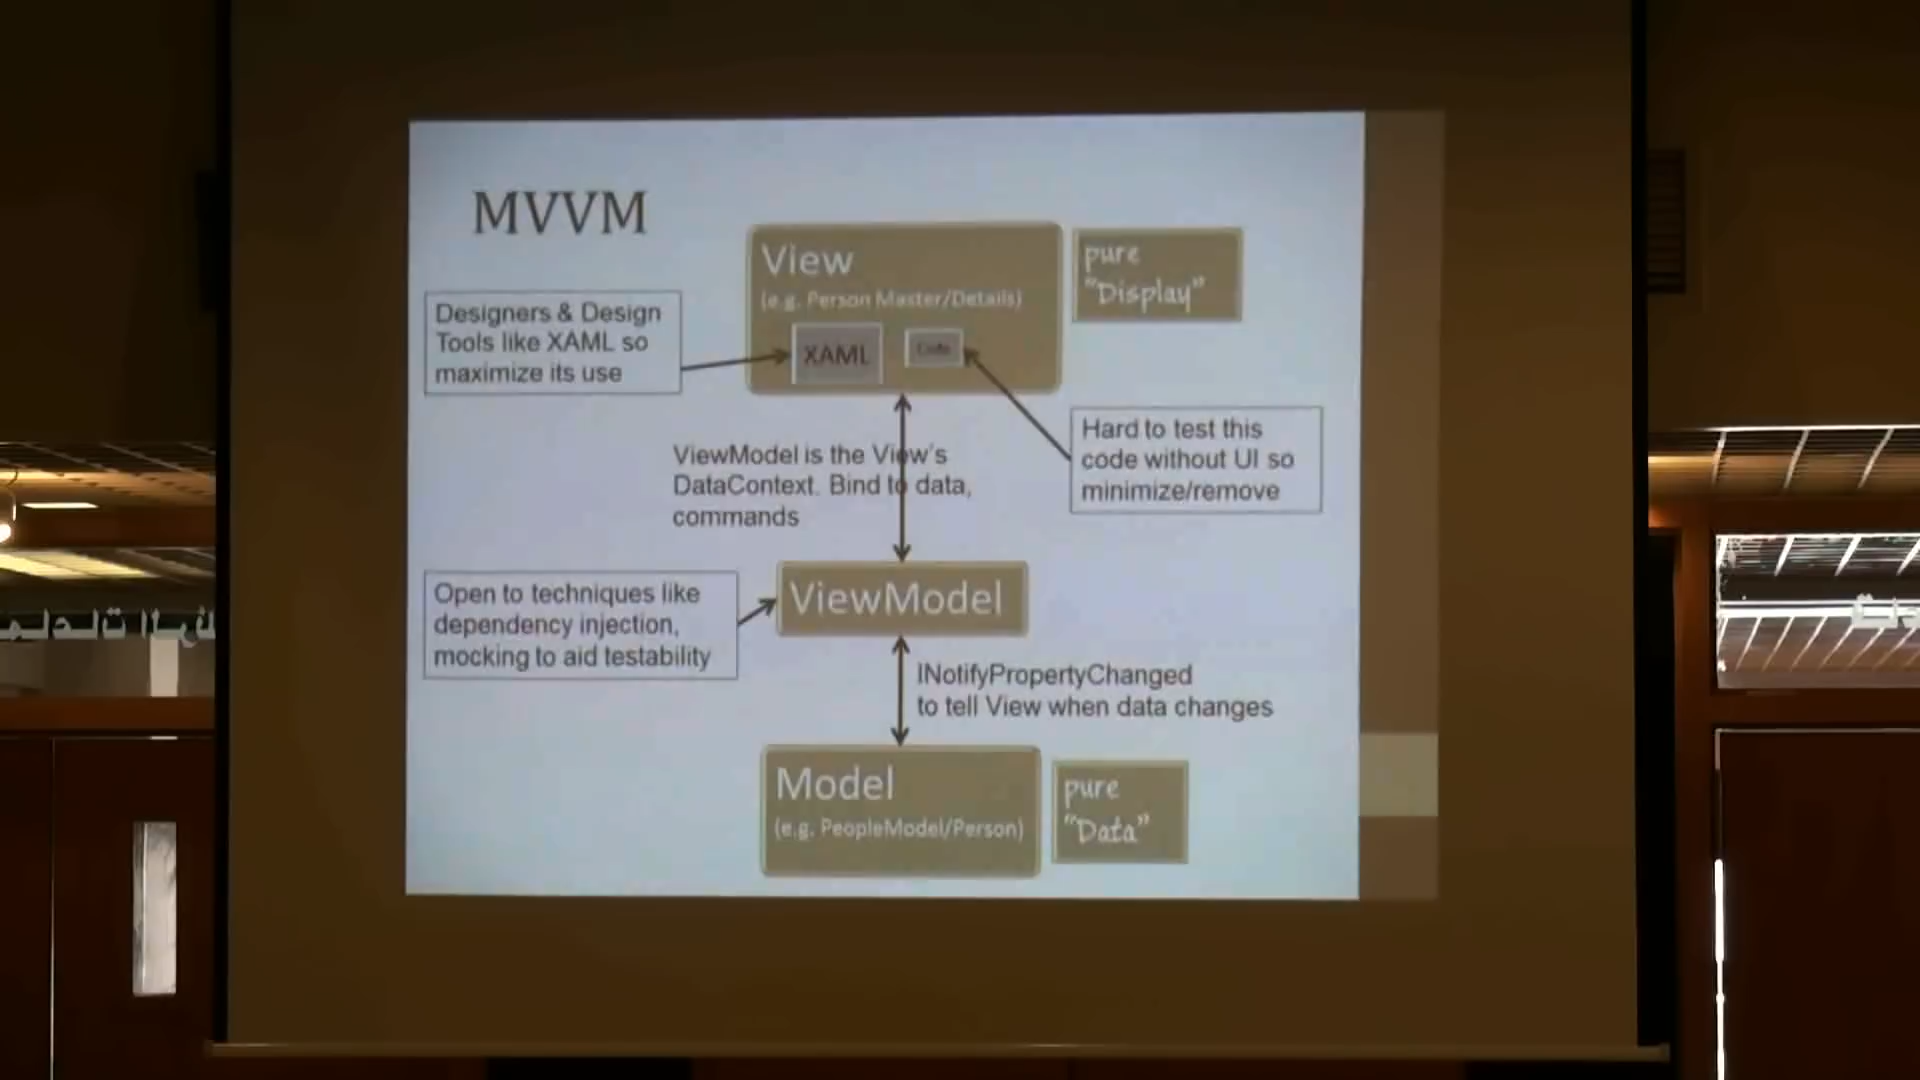 MVVM
View
(e.g. Person Master/Details)
XAML
Code
pure
"Display"
Designers & Design
Tools like XAML so
maximize its use
Hard to test this
code without UI so
minimize/remove
ViewModel is the View's
DataContext. Bind to data,
commands
Open to techniques like
dependency injection,
mocking to aid testability
ViewModel
INotifyPropertyChanged
to tell View when data changes
Model
(e.g. PeopleModel/Person)
pure
"Data"